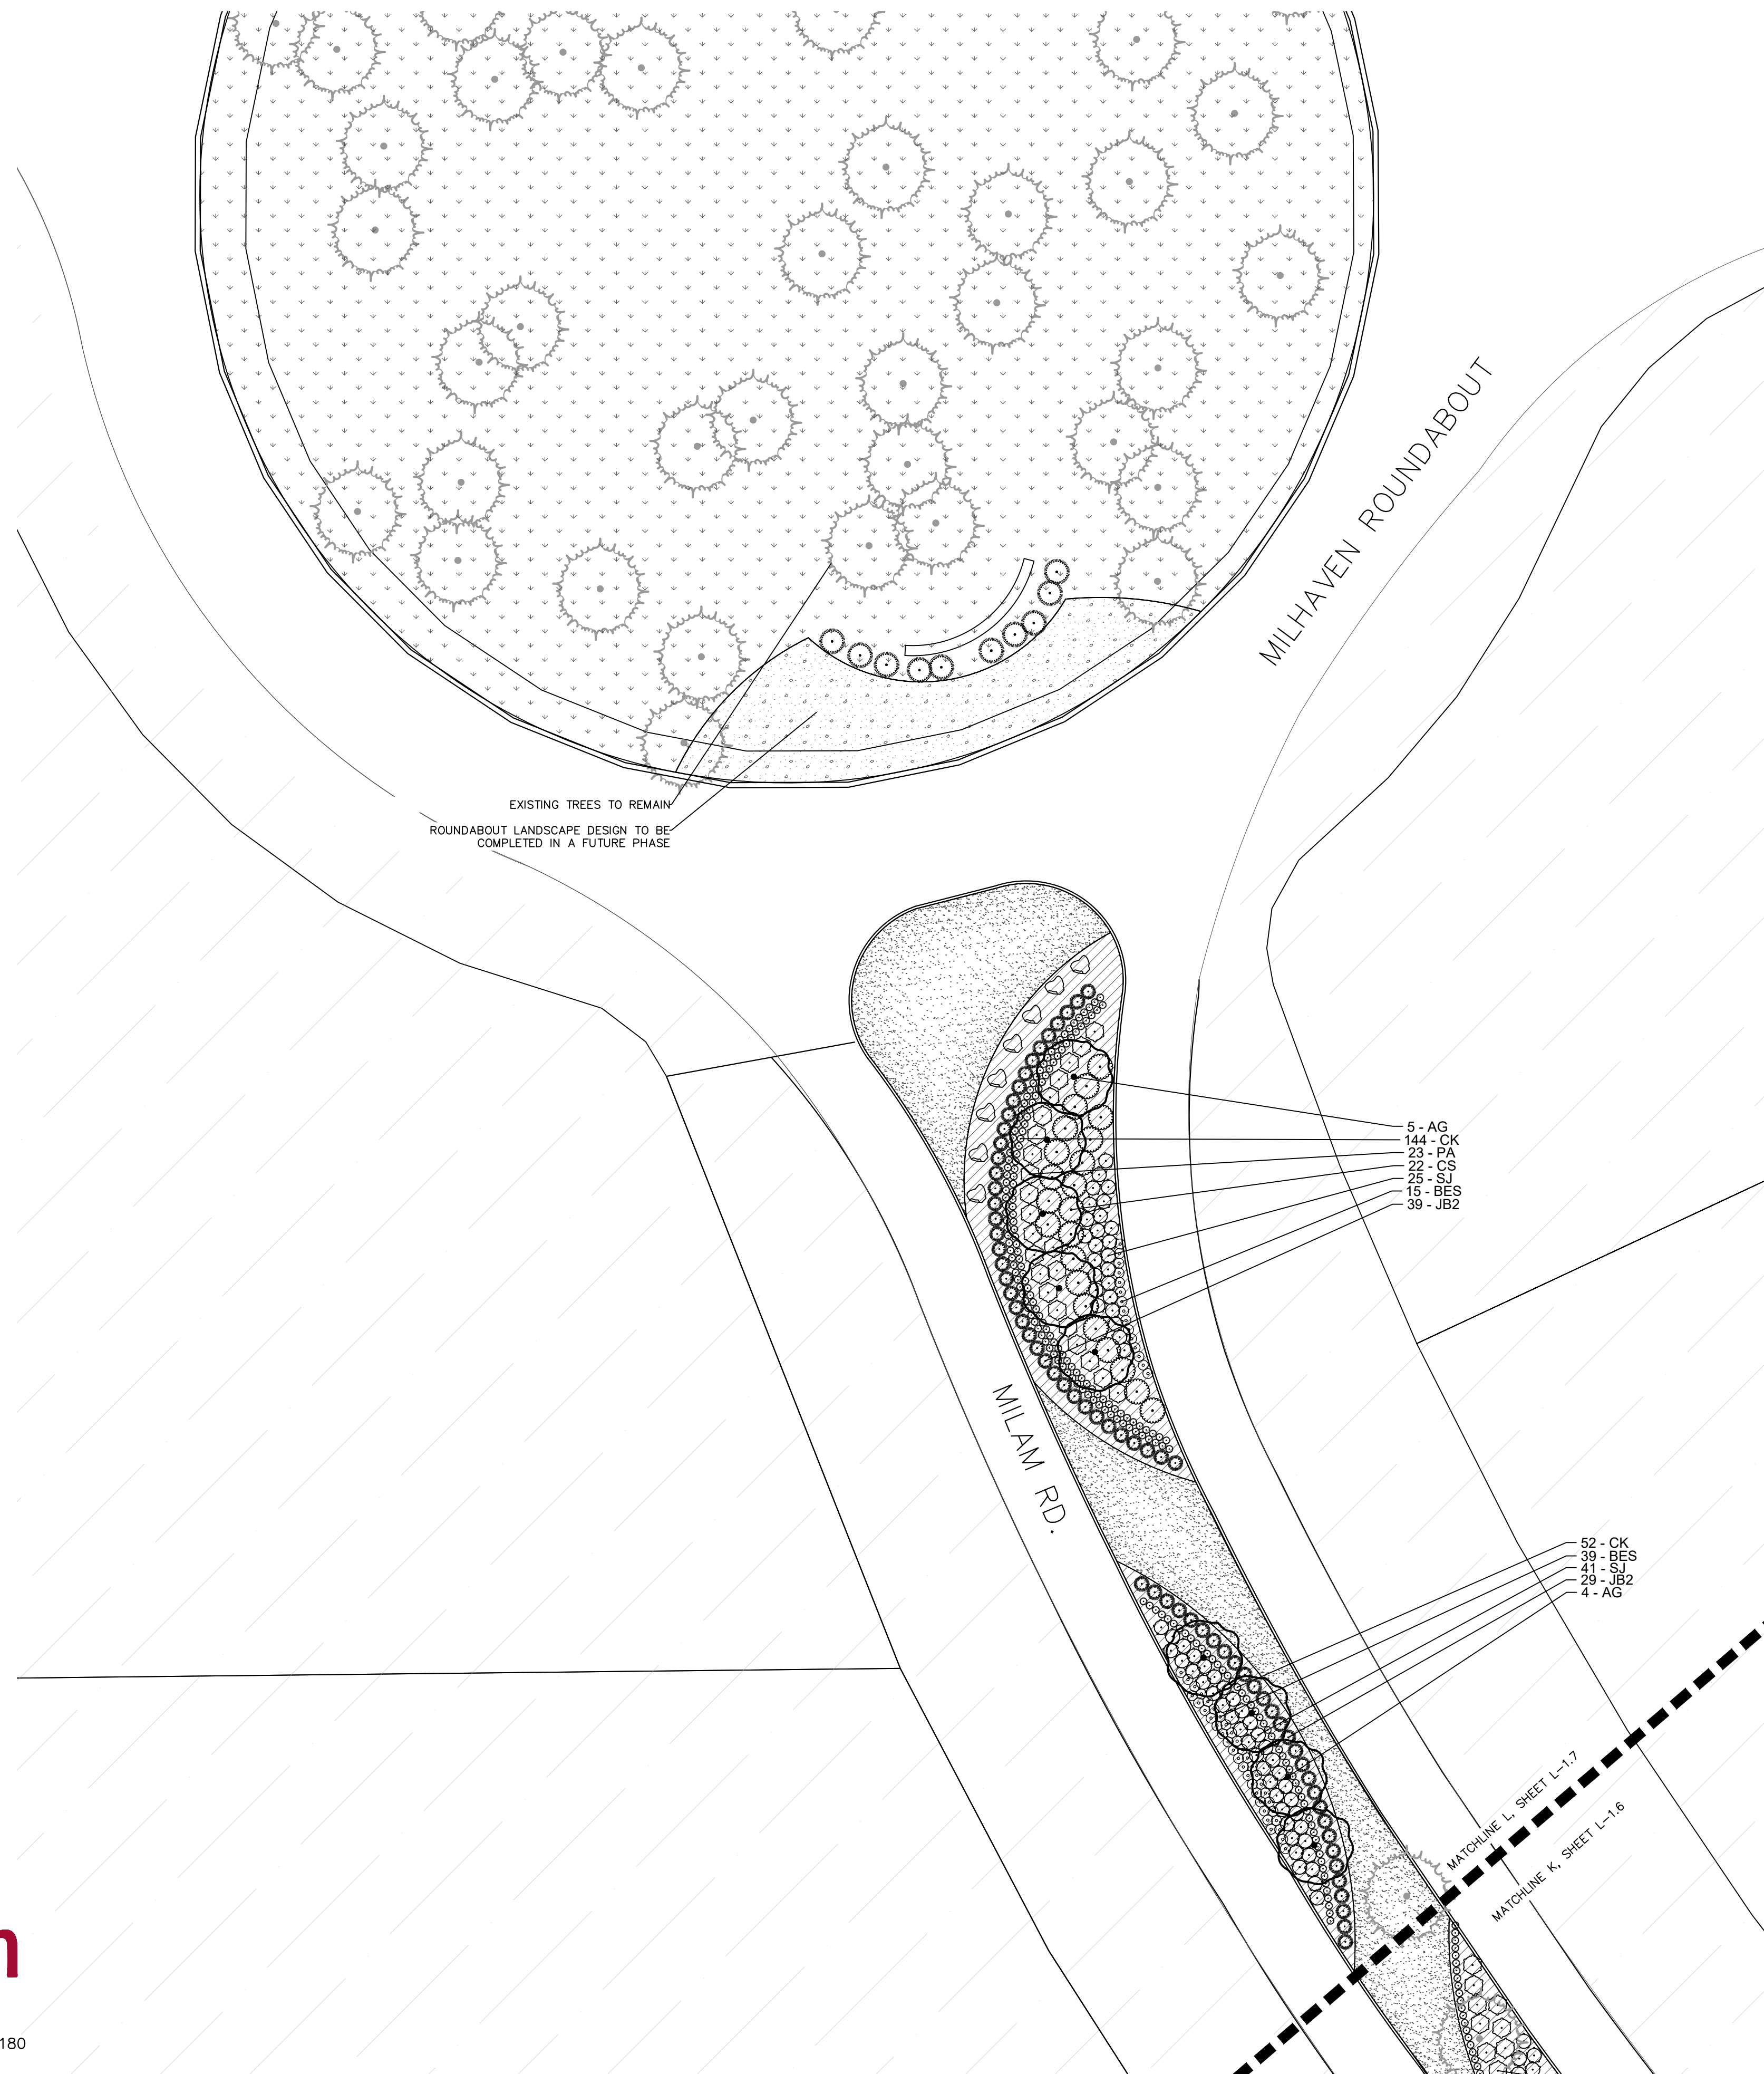 MILHAVEN ROUNDABOUT
EXISTING TREES TO REMAIN
ROUNDABOUT LANDSCAPE DESIGN TO BE
COMPLETED IN A FUTURE PHASE
5 - AG
144 - CK
23 - PA
22 - CS
25 - SJ
15 - BES
39 - JB2
MILAM RD.
52 - CK
39 - BES
41 - SJ
29 - JB2
4 - AG
MATCHLINE L, SHEET L-1.7
MATCHLINE K, SHEET L-1.6
180